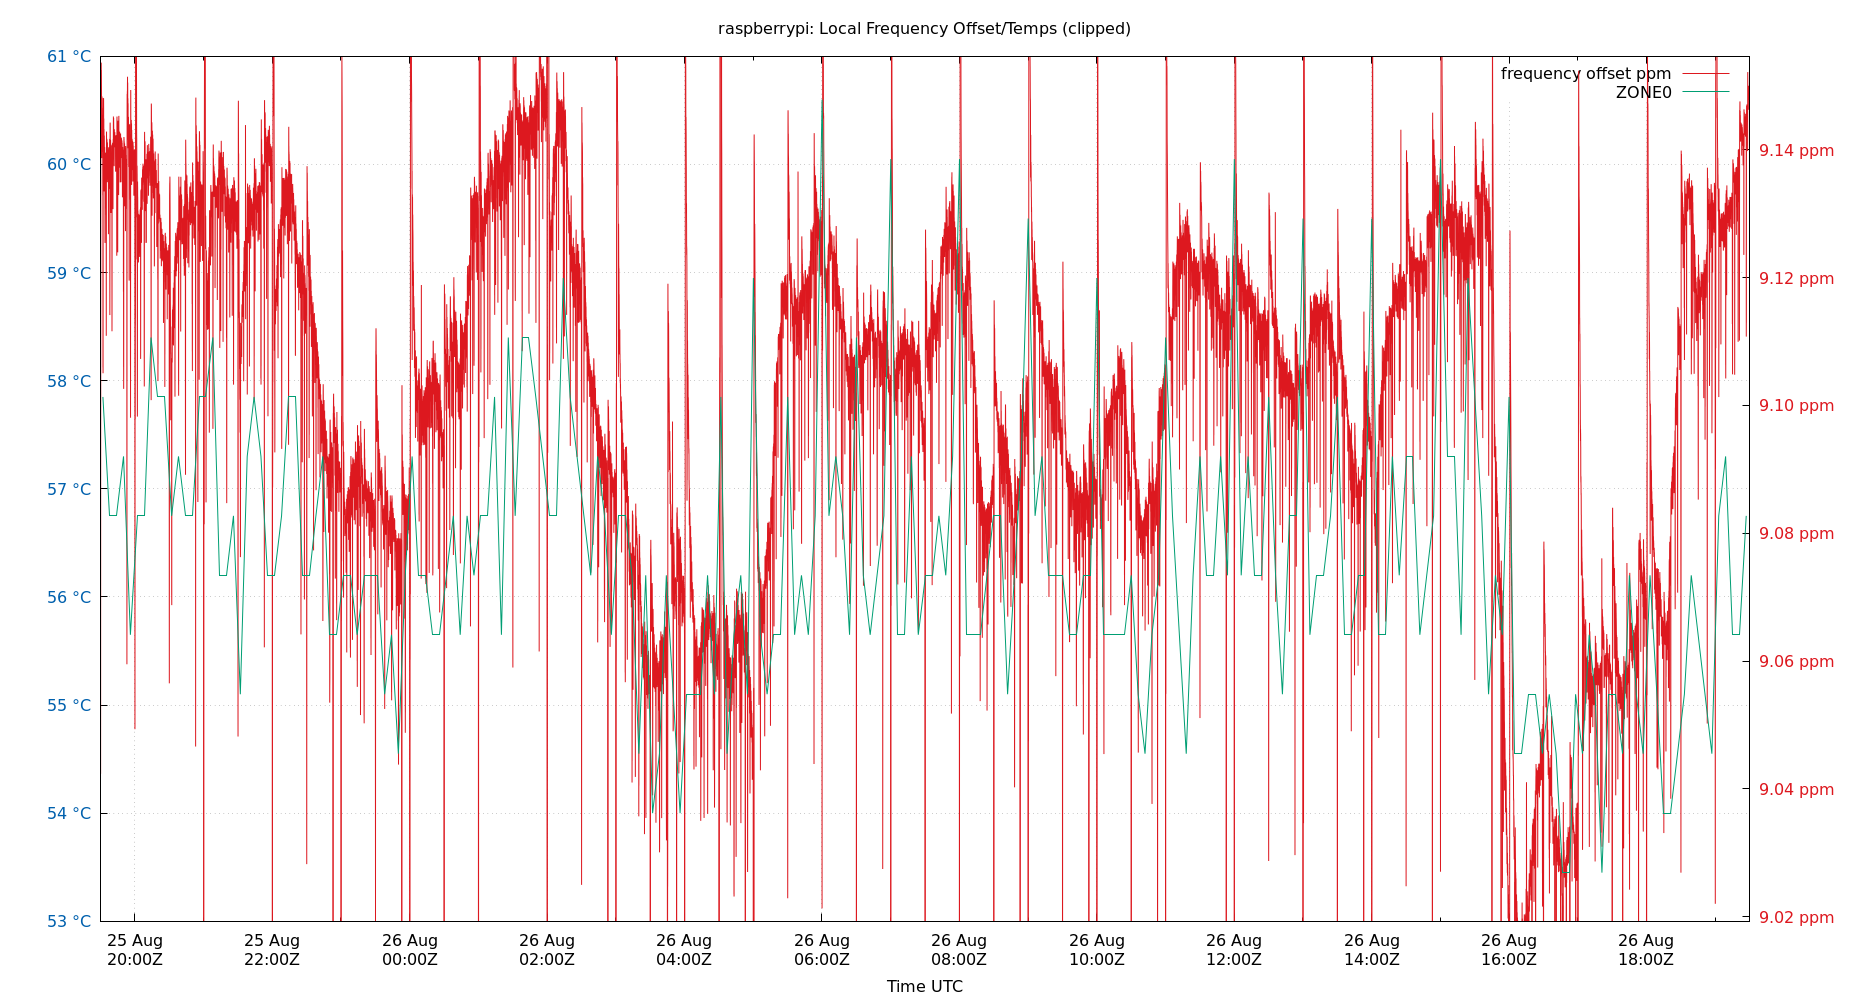 raspberrypi: Local Frequency Offset/Temps (clipped)
frequency offset ppm
ZONE0
61 °C
60 °C
59 °C
58 °C
57 °C
56 °C
55 °C
54 °C
53 °C
9.14 ppm
9.12 ppm
9.10 ppm
9.08 ppm
9.06 ppm
9.04 ppm
9.02 ppm
25 Aug 25 Aug 26 Aug 26 Aug 26 Aug 26 Aug 26 Aug 26 Aug 26 Aug 26 Aug 26 Aug 26 Aug
20:00Z 22:00Z 00:00Z 02:00Z 04:00Z 06:00Z 08:00Z 10:00Z 12:00Z 14:00Z 16:00Z 18:00Z
Time UTC